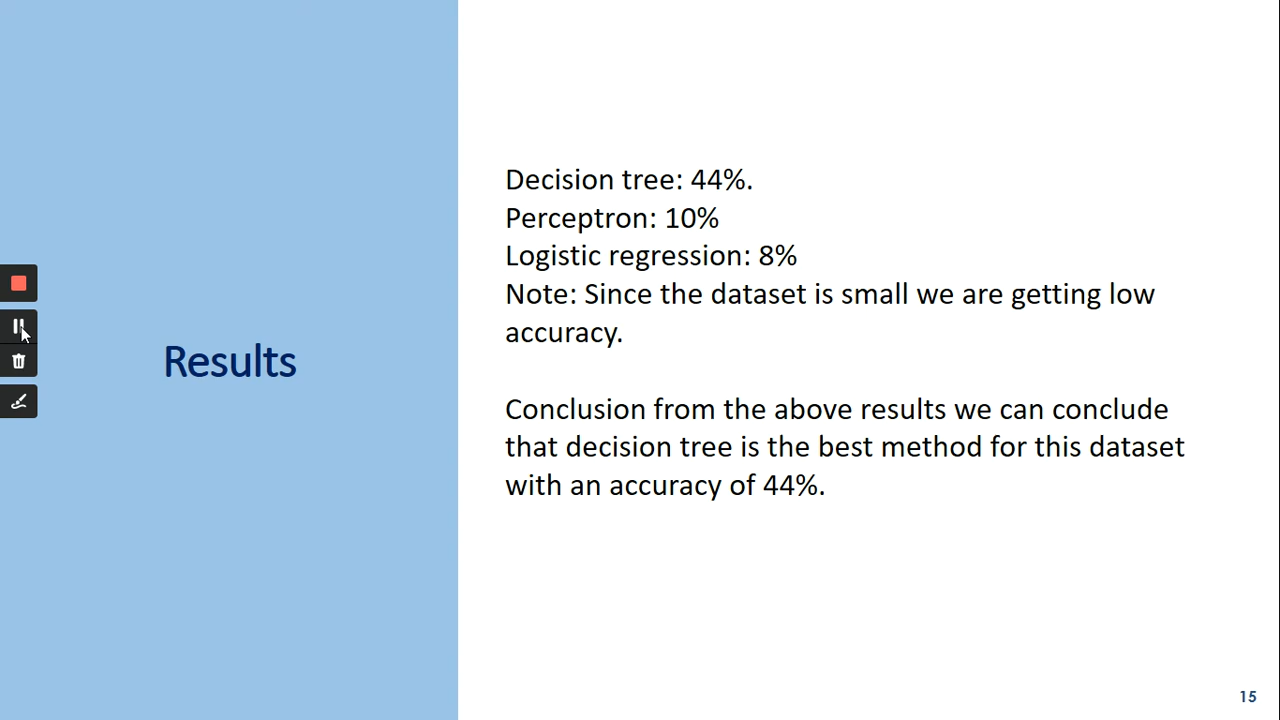 Results
Decision tree: 44%.
Perceptron: 10%
Logistic regression: 8%
Note: Since the dataset is small we are getting low
accuracy.
Conclusion from the above results we can conclude
that decision tree is the best method for this dataset
with an accuracy of 44%.
15